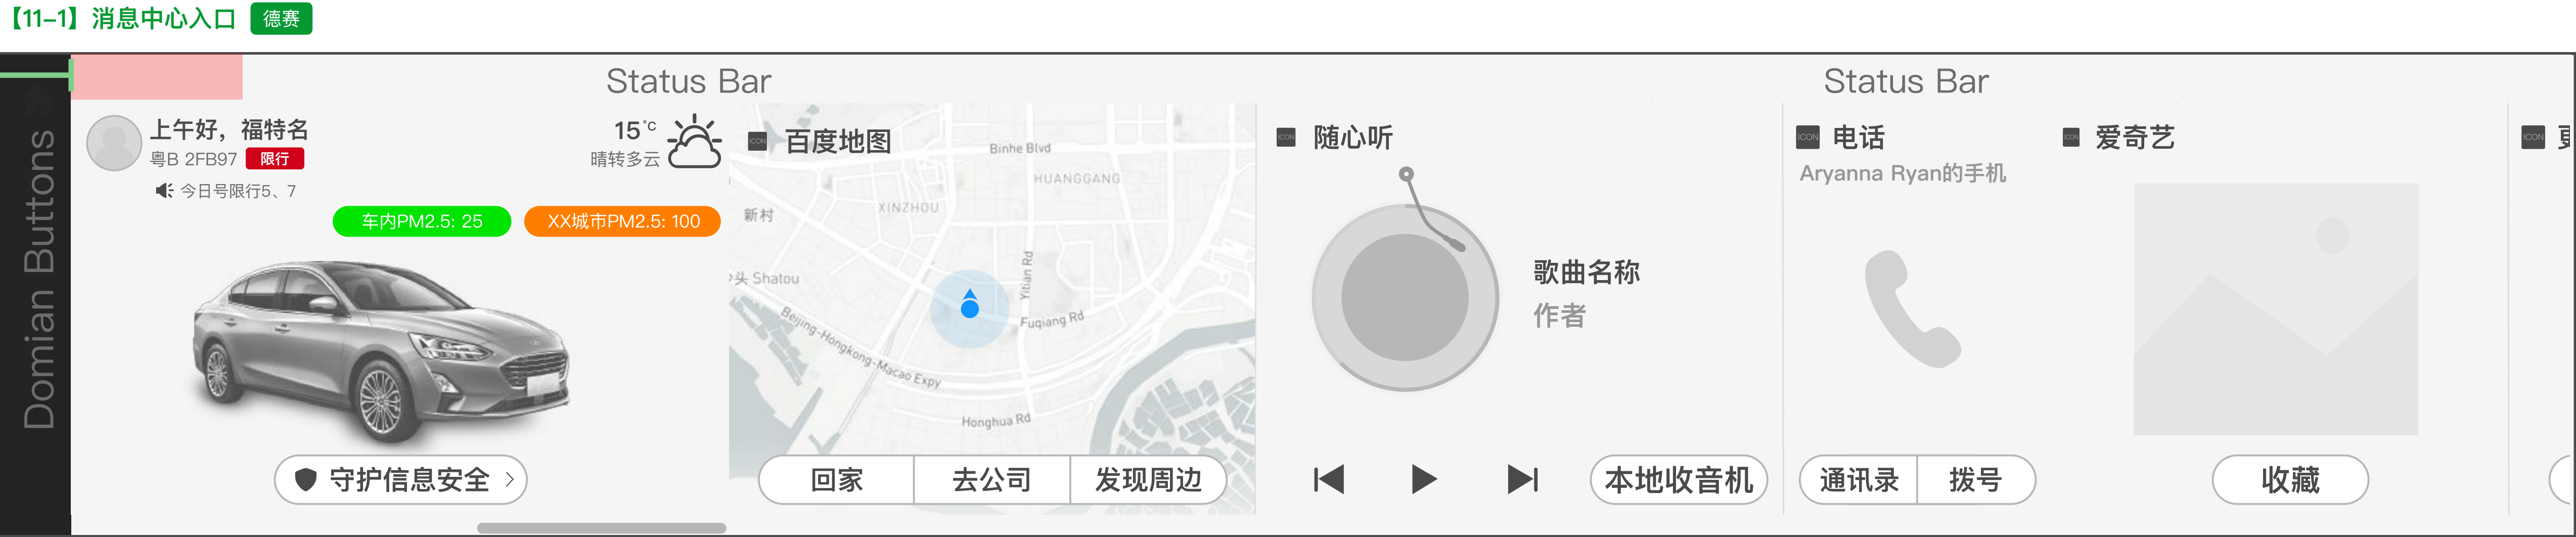 【11-1】消息中心入口 德赛
Status Bar
Status Bar
Domian Buttons
上午好，福特名
粤B 2FB97 限行
今日号限行5、7
15°c
晴转多云
车内PM2.5: 25
XX城市PM2.5: 100
守护信息安全
ICON 百度地图
Binhe Blvd
HUANGGANG
XINZHOU
新村
头 Shatou
Yitian Rd
Fuqiang Rd
Beijing-Hongkong-Macao Expy
Honghua Rd
回家 去公司 发现周边
ICON 随心听
歌曲名称
作者
本地收音机
ICON 电话
Aryanna Ryan的手机
通讯录 拨号
ICON 爱奇艺
收藏
ICON